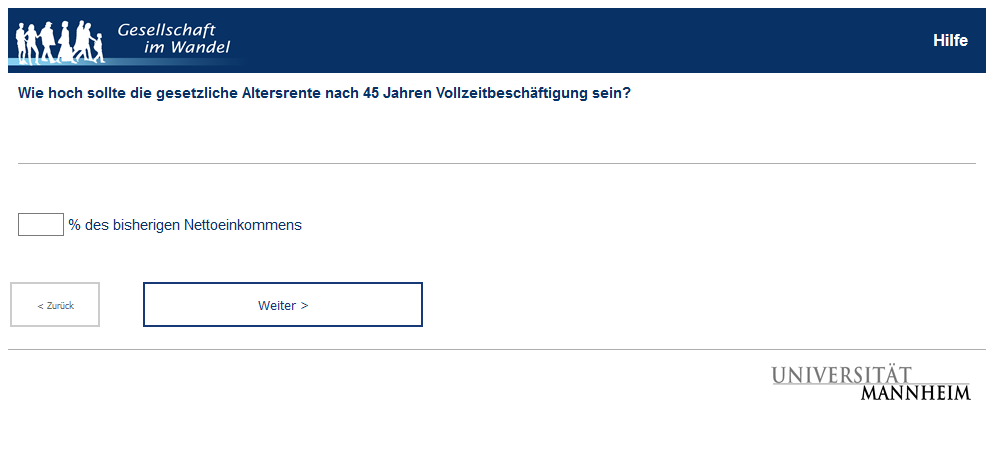 Gesellschaft
im Wandel
Hilfe
Wie hoch sollte die gesetzliche Altersrente nach 45 Jahren Vollzeitbeschäftigung sein?
% des bisherigen Nettoeinkommens
< Zurück
Weiter >
UNIVERSITÄT
MANNHEIM